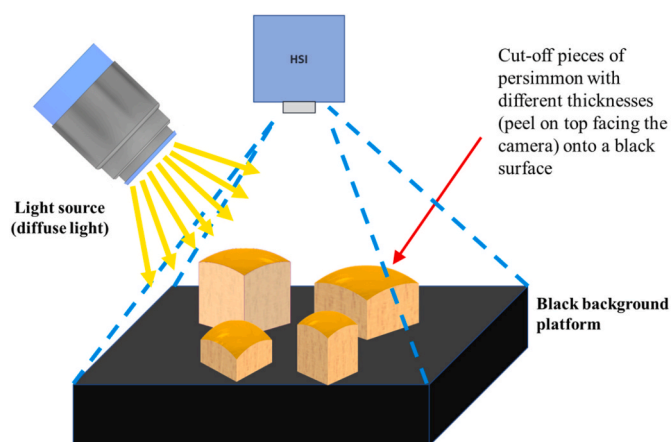 HSI
Cut-off pieces of
persimmon with
different thicknesses
(peel on top facing the
camera) onto a black
surface
Light source
(diffuse light)
Black background
platform